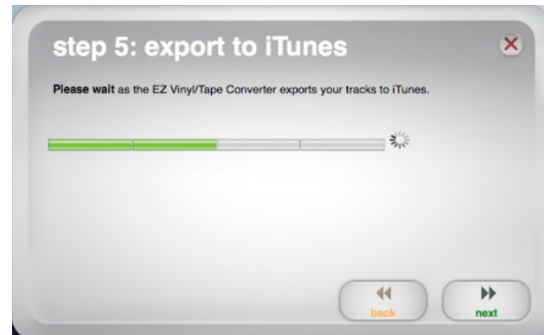 step 5: export to iTunes
Please wait as the EZ Vinyl/Tape Converter exports your tracks to iTunes.
back
next